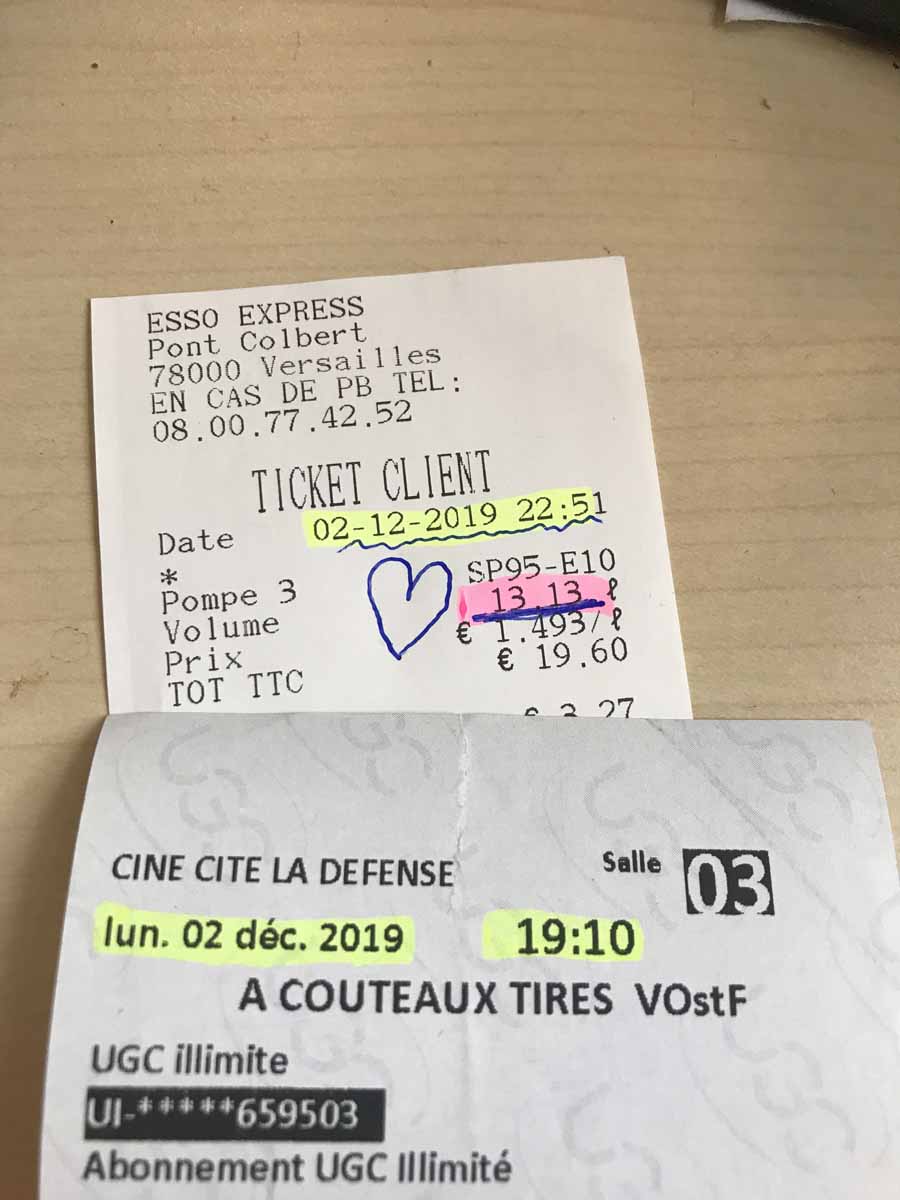 ESSO EXPRESS
Pont Colbert
78000 Versailles
EN CAS DE PB TEL:
08.00.77.42.52
TICKET CLIENT
Date 02-12-2019 22:51
* SP95-E10
Pompe 3 13.13 ℓ
Volume € 1.493/ℓ
Prix € 19.60
TOT TTC
€ 3.27
CINE CITE LA DEFENSE Salle 03
lun. 02 déc. 2019 19:10
A COUTEAUX TIRES VOstF
UGC illimite
UI-*****659503
Abonnement UGC Illimité